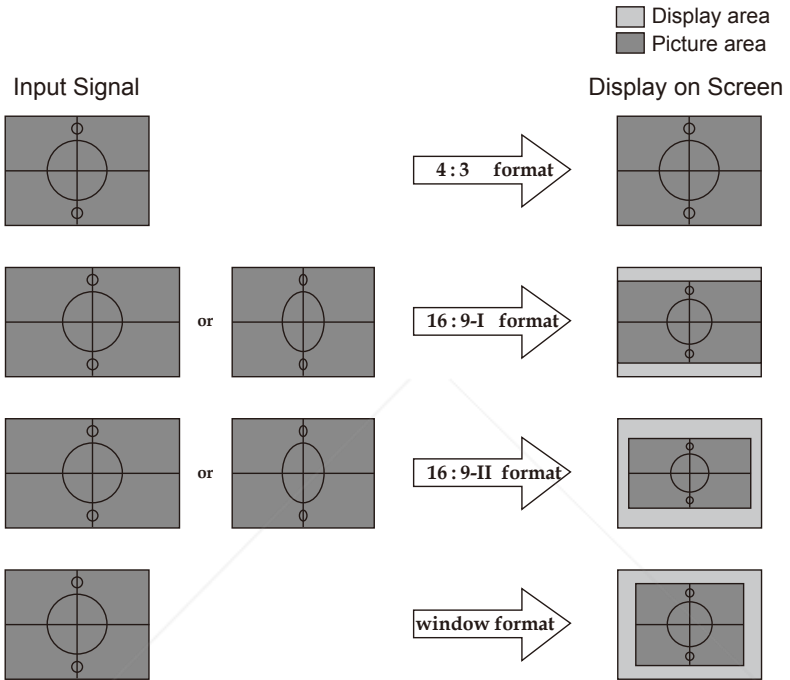 Display area
Picture area
Input Signal
Display on Screen
4 : 3 format
or
16 : 9-I format
or
16 : 9-II format
window format